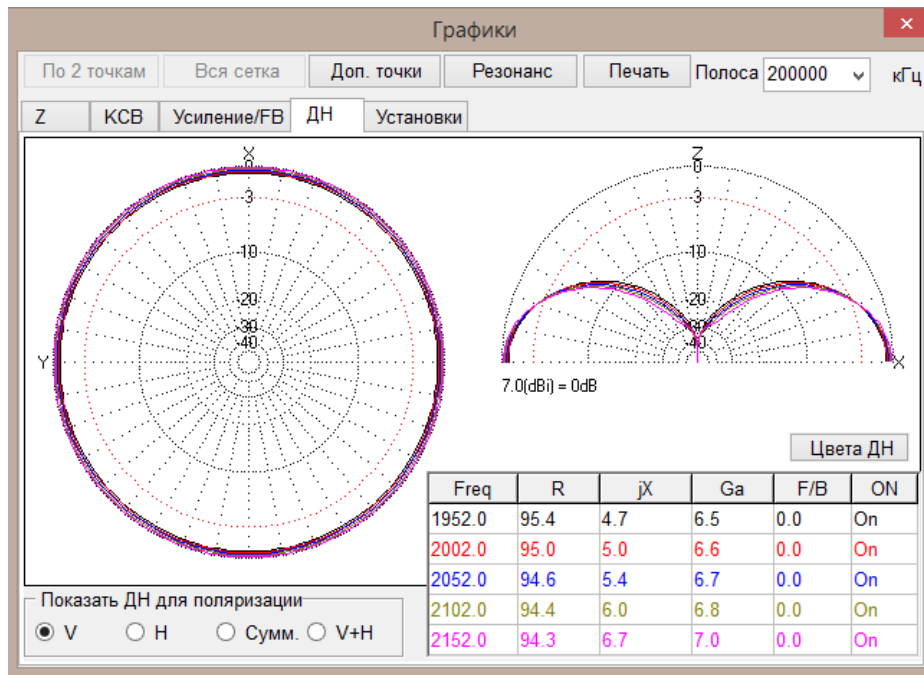 Графики
По 2 точкам Вся сетка Доп. точки Резонанс Печать Полоса 200000 кГц
Z КСВ Усиление/FB ДН Установки
X
0
3
-10
-20
-30
-40
Y
Z
0
3
-10
-20
-30
-40
X
7.0(dBi) = 0dB
Цвета ДН
Freq R jX Ga F/B ON
1952.0 95.4 4.7 6.5 0.0 On
2002.0 95.0 5.0 6.6 0.0 On
2052.0 94.6 5.4 6.7 0.0 On
2102.0 94.4 6.0 6.8 0.0 On
2152.0 94.3 6.7 7.0 0.0 On
Показать ДН для поляризации
V H Сумм. V+H